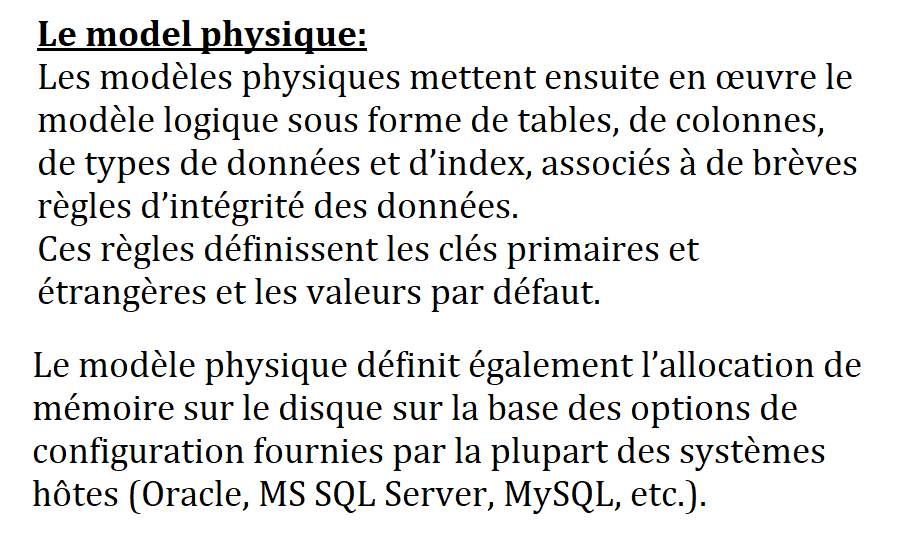 Le model physique:
Les modèles physiques mettent ensuite en œuvre le
modèle logique sous forme de tables, de colonnes,
de types de données et d’index, associés à de brèves
règles d’intégrité des données.
Ces règles définissent les clés primaires et
étrangères et les valeurs par défaut.
Le modèle physique définit également l’allocation de
mémoire sur le disque sur la base des options de
configuration fournies par la plupart des systèmes
hôtes (Oracle, MS SQL Server, MySQL, etc.).